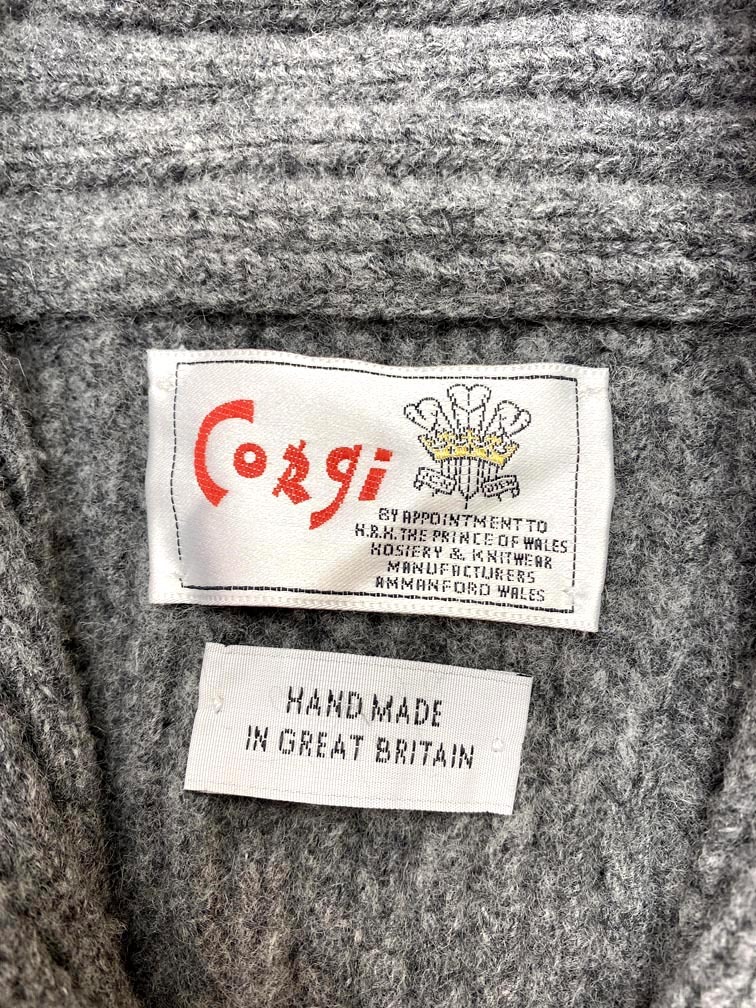 Corgi
BY APPOINTMENT TO
H.R.H. THE PRINCE OF WALES
HOSIERY & KNITWEAR
MANUFACTURERS
AMMANFORD WALES
HAND MADE
IN GREAT BRITAIN